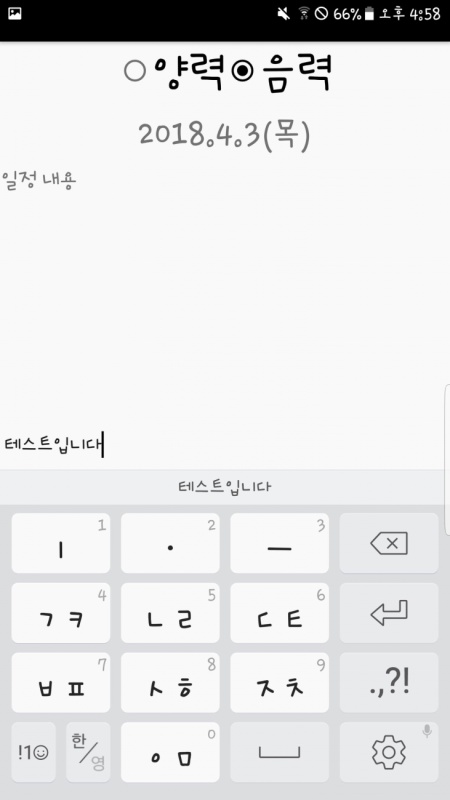 66% 오후 4:58
양력 음력
2018.4.3(목)
일정 내용
테스트입니다
테스트입니다
ㅣ 1 · 2 ㅡ 3
ㄱㅋ 4 ㄴㄹ 5 ㄷㅌ 6
ㅂㅍ 7 ㅅㅎ 8 ㅈㅊ 9 .,?!
!1☺ 한/영 ㅇㅁ 0